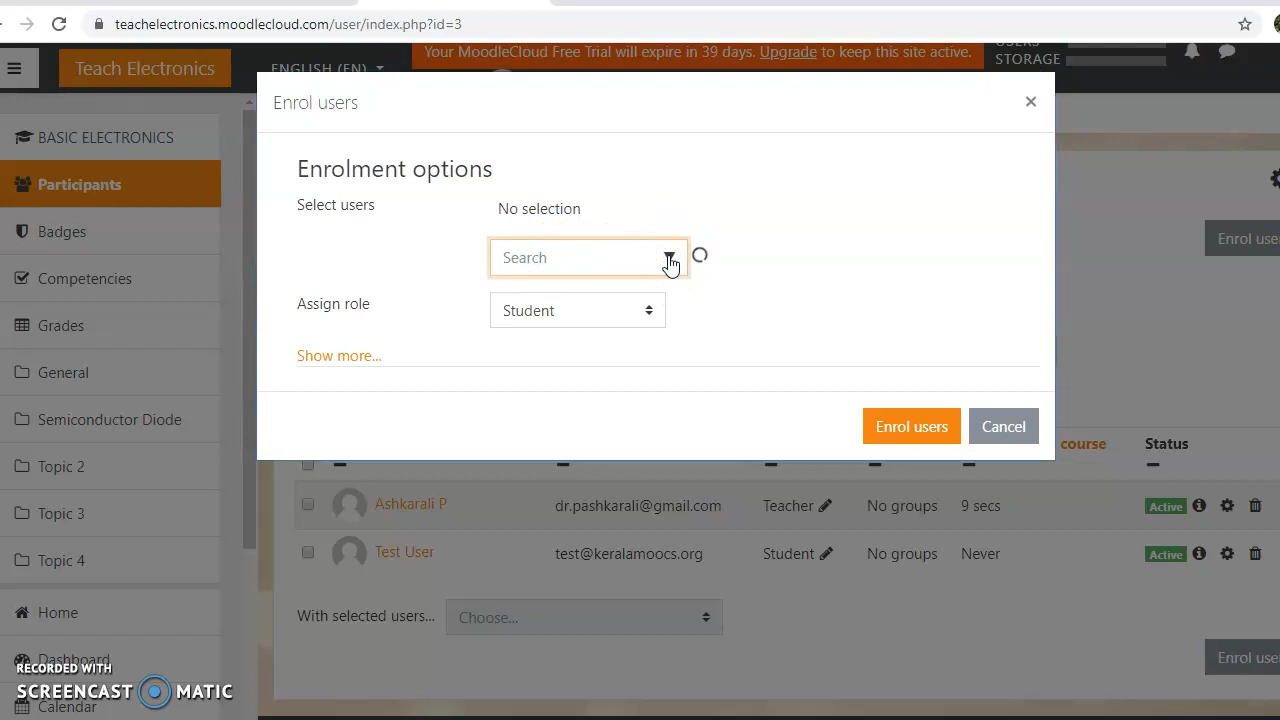 teachelectronics.moodlecloud.com/user/index.php?id=3
Teach Electronics
ENGLISH (EN)
Your MoodleCloud Free Trial will expire in 39 days. Upgrade to keep this site active.
USERS
STORAGE
Enrol users
×
BASIC ELECTRONICS
Participants
Badges
Competencies
Grades
General
Semiconductor Diode
Topic 2
Topic 3
Topic 4
Home
Dashboard
Calendar
Enrolment options
Select users
No selection
Search
Assign role
Student
Show more...
Enrol users
Cancel
Enrol use
course
Status
Ashkarali P
dr.pashkarali@gmail.com
Teacher
No groups
9 secs
Active
Test User
test@keralamoocs.org
Student
No groups
Never
Active
With selected users...
Choose...
Enrol use
RECORDED WITH
SCREENCAST MATIC